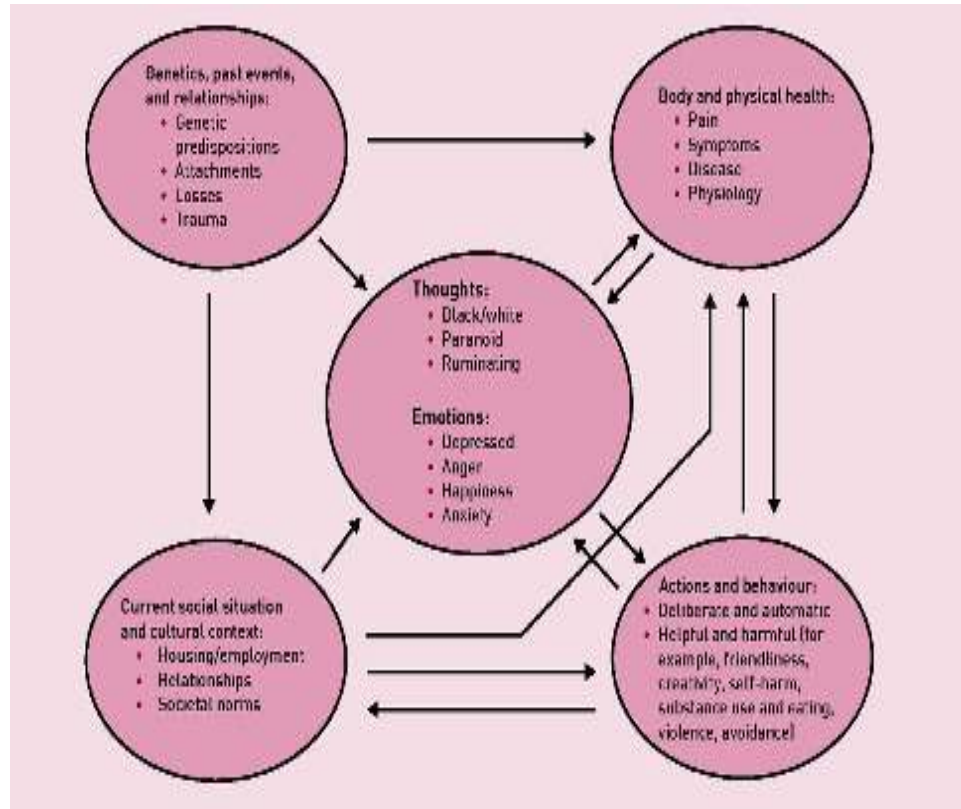 Genetics, past events,
and relationships:
• Genetic
predispositions
• Attachments
• Losses
• Trauma
Body and physical health:
• Pain
• Symptoms
• Disease
• Physiology
Thoughts:
• Black/white
• Paranoid
• Ruminating
Emotions:
• Depressed
• Anger
• Happiness
• Anxiety
Current social situation
and cultural context:
• Housing/employment
• Relationships
• Societal norms
Actions and behaviour:
• Deliberate and automatic
• Helpful and harmful (for
example, friendliness,
creativity, self-harm,
substance use and eating,
violence, avoidance)